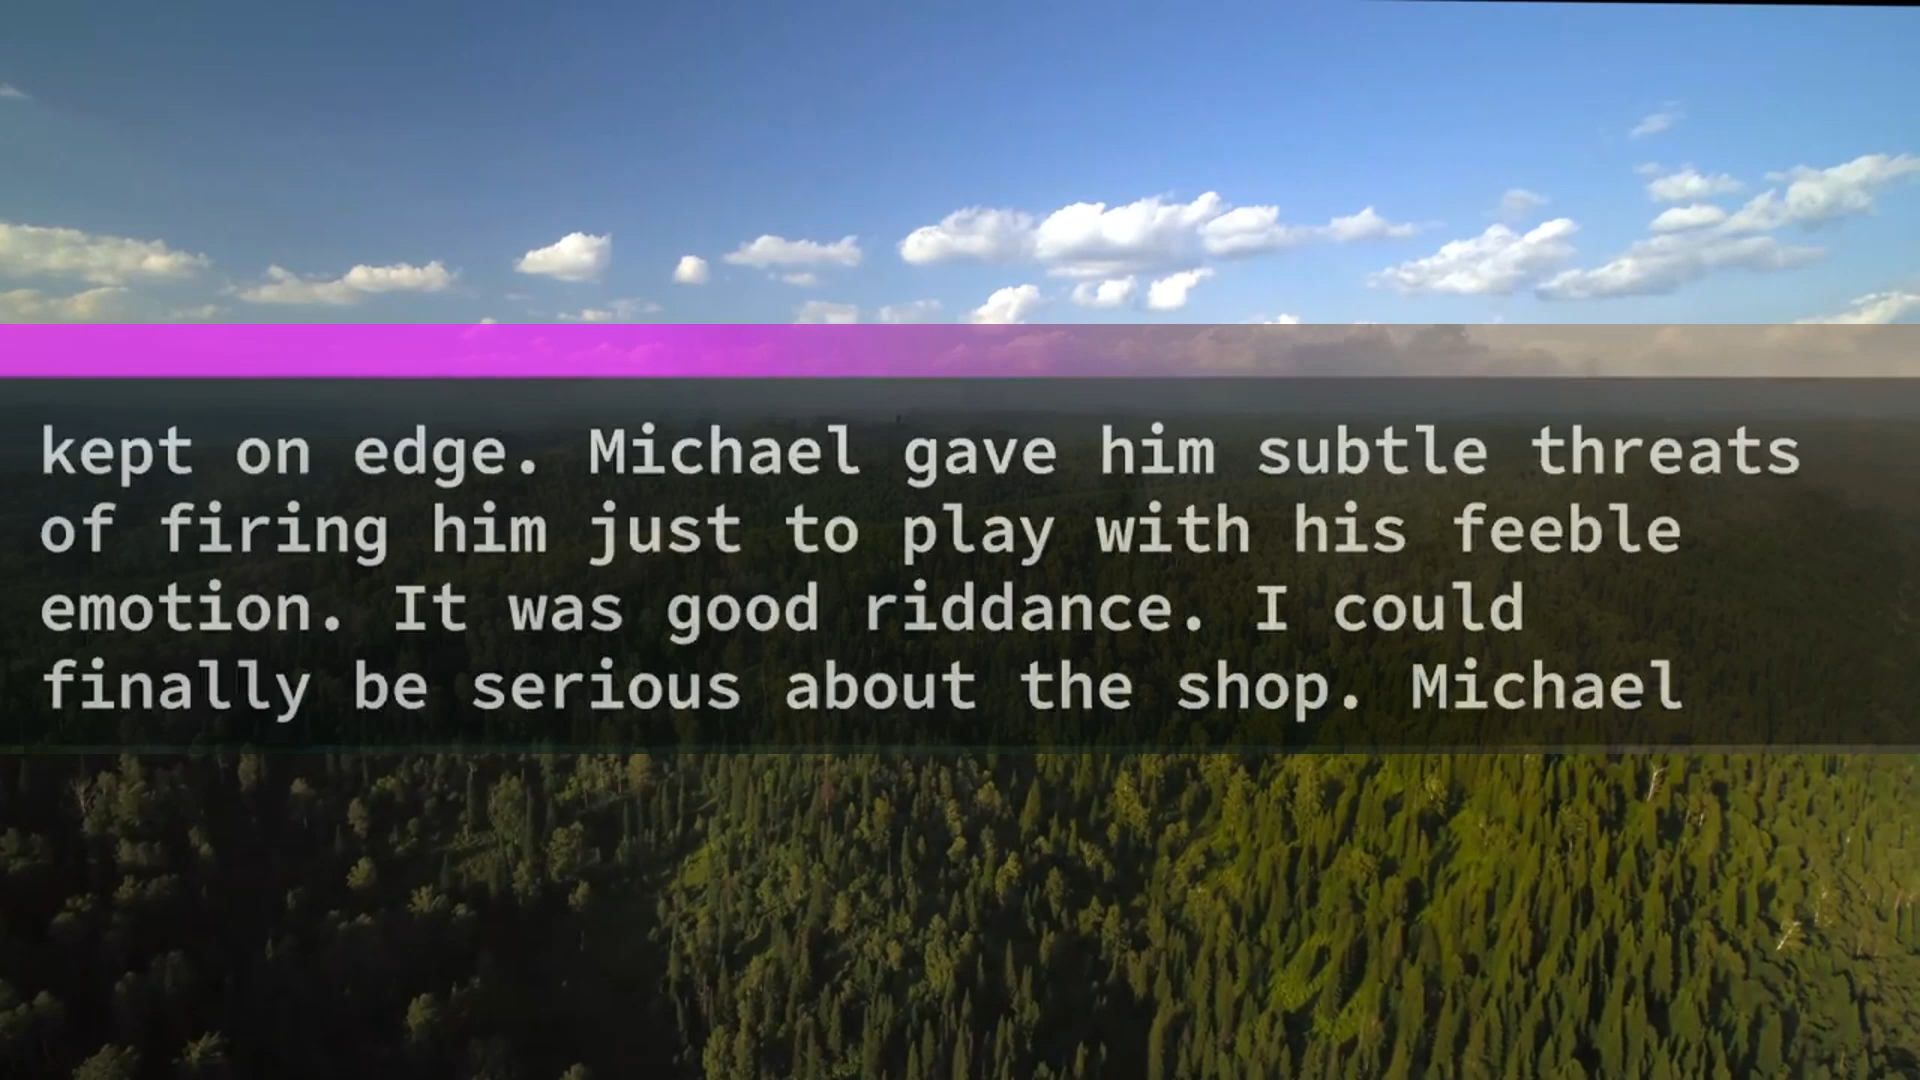 kept on edge. Michael gave him subtle threats
of firing him just to play with his feeble
emotion. It was good riddance. I could
finally be serious about the shop. Michael